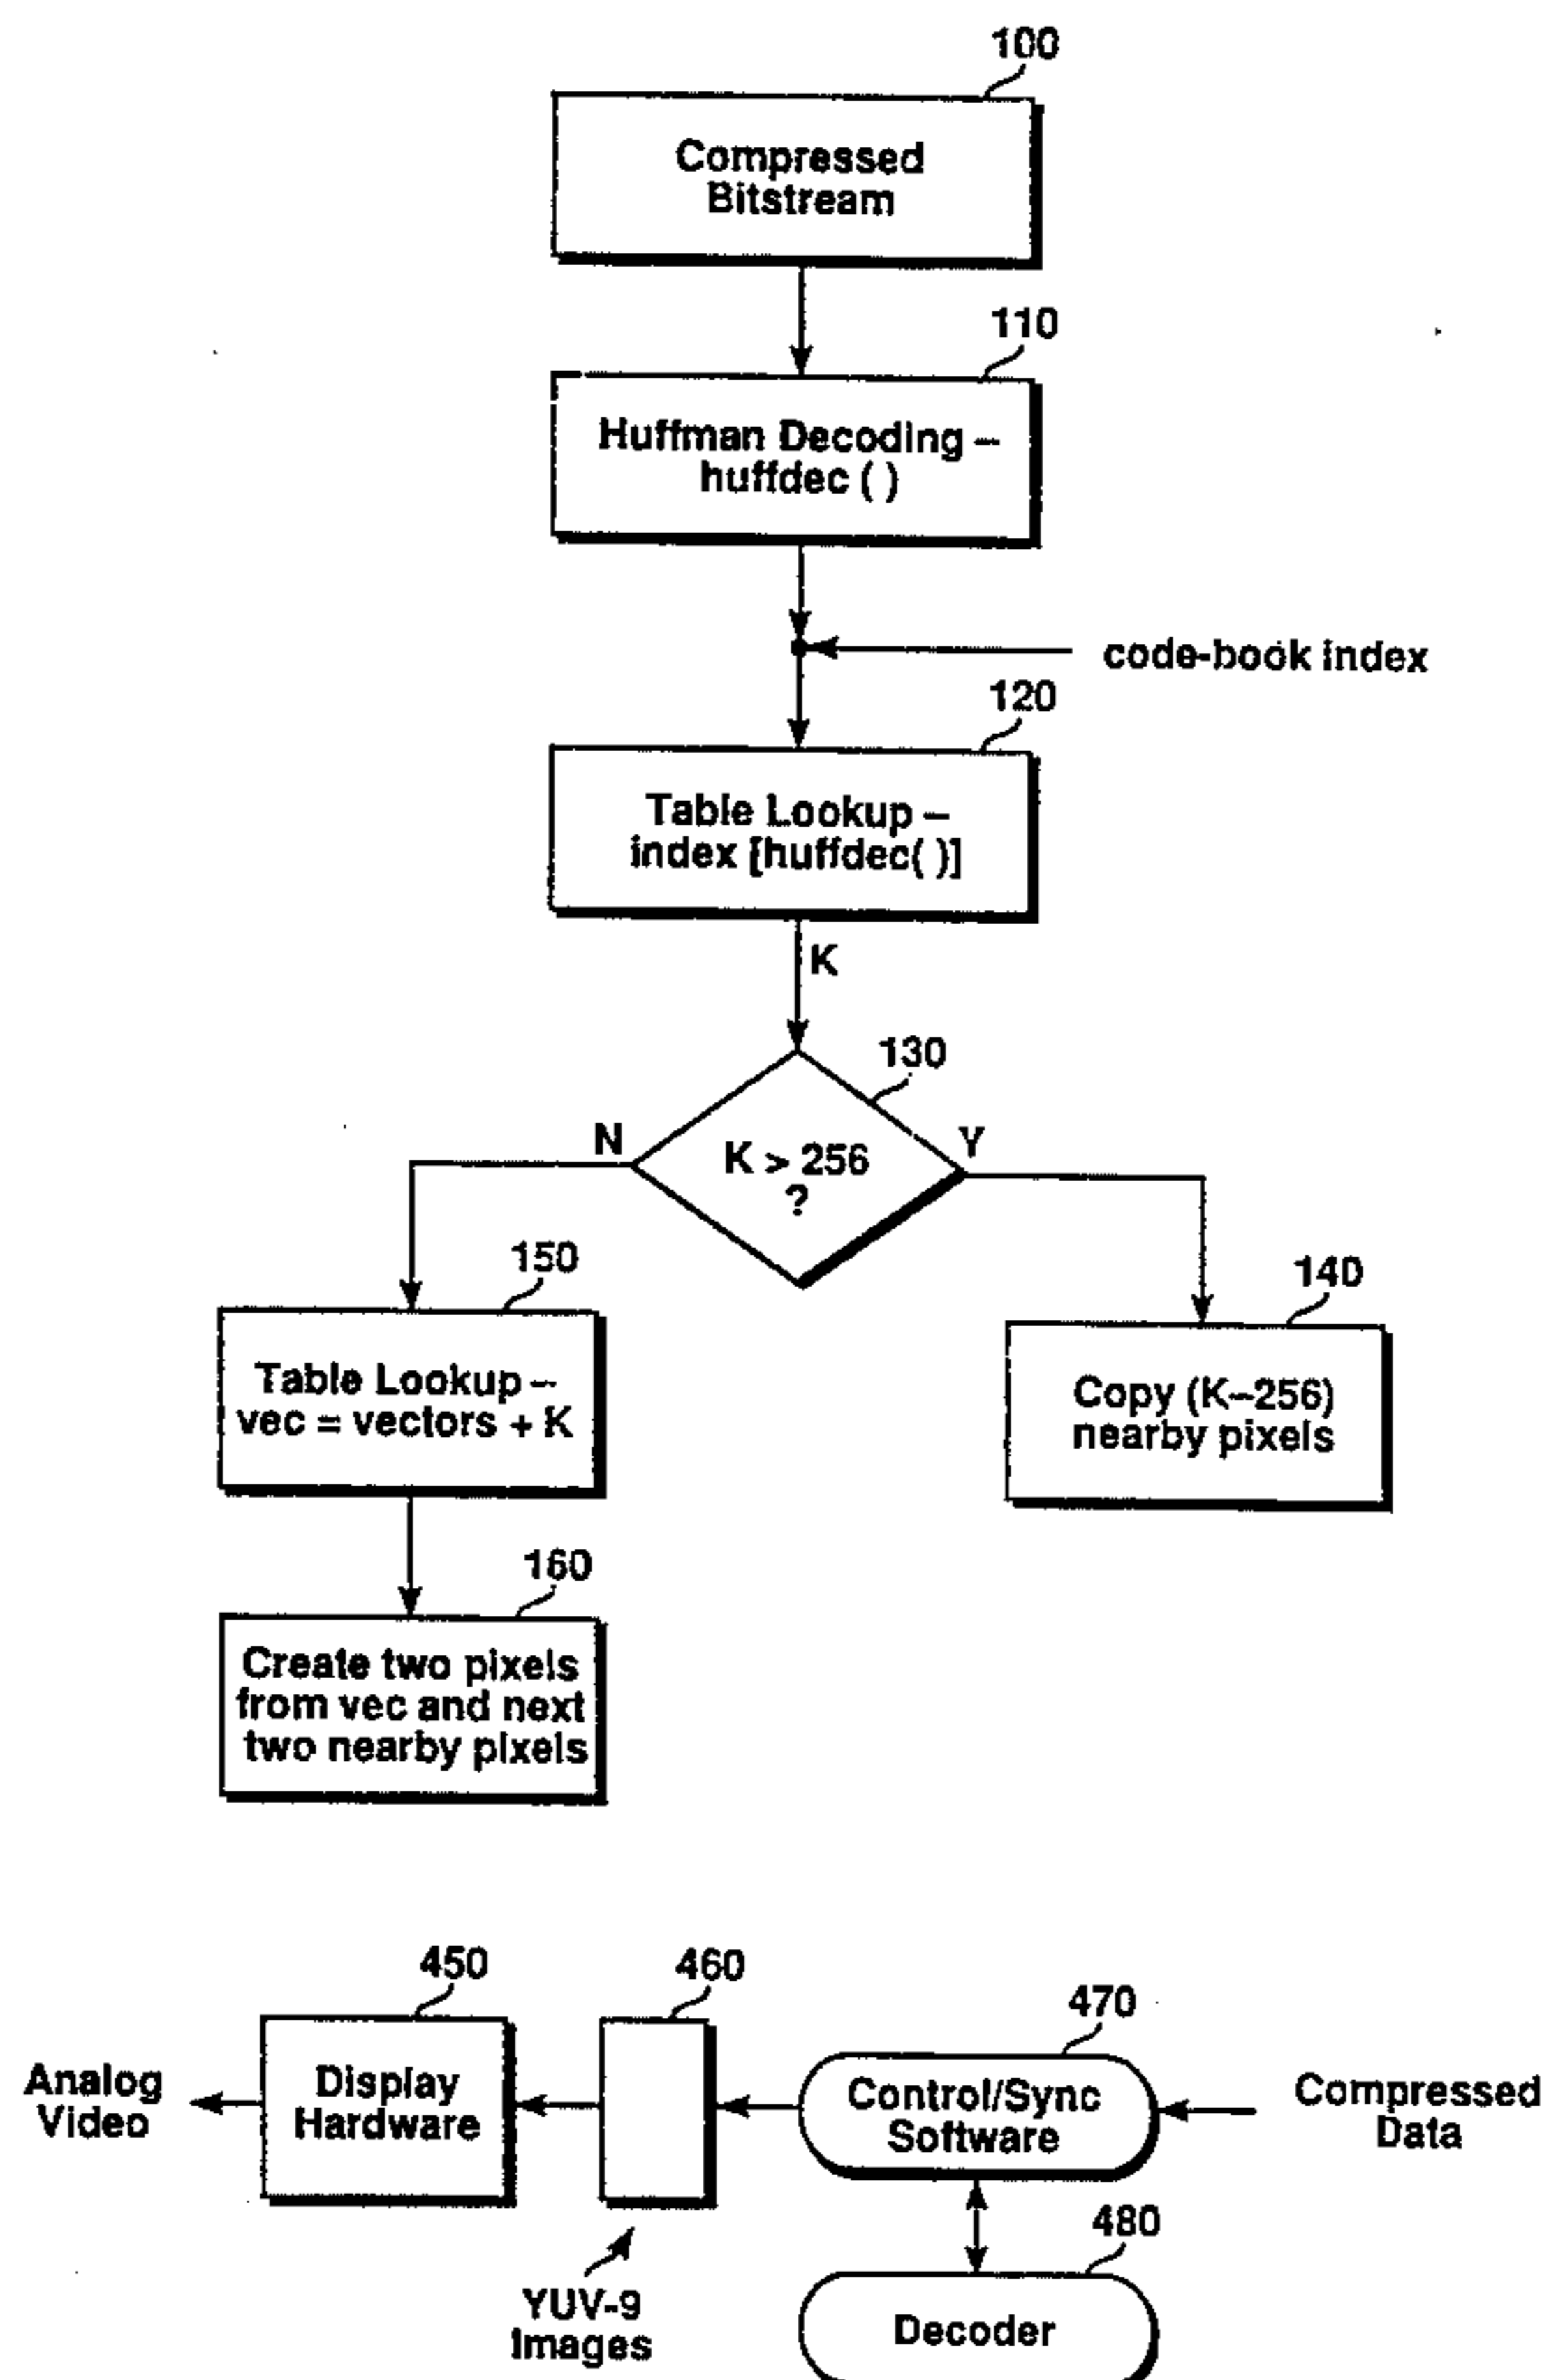 100
Compressed
Bitstream
110
Huffman Decoding –
huffdec ( )
code-book index
120
Table Lookup –
index [huffdec( )]
K
130
N
K > 256
?
Y
150
Table Lookup –
vec = vectors + K
140
Copy (K–256)
nearby pixels
160
Create two pixels
from vec and next
two nearby pixels
450
460
470
Analog
Video
Display
Hardware
Control/Sync
Software
Compressed
Data
480
YUV-9
Images
Decoder